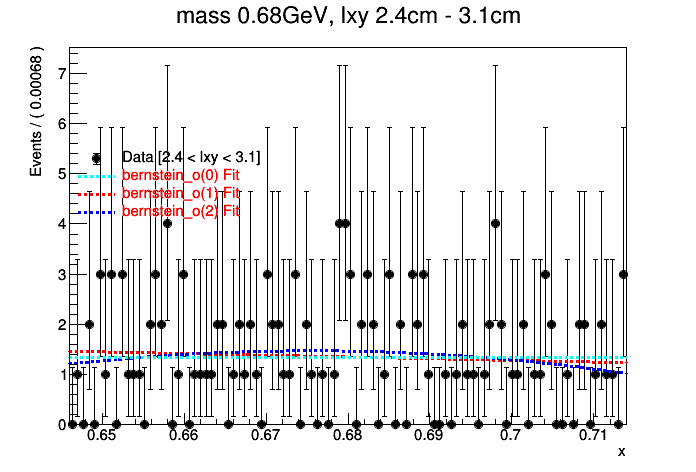 mass 0.68GeV, lxy 2.4cm - 3.1cm
Events / ( 0.00068 )
7
6
5
4
3
2
1
0
Data [2.4 < lxy < 3.1]
bernstein_o(0) Fit
bernstein_o(1) Fit
bernstein_o(2) Fit
0.65 0.66 0.67 0.68 0.69 0.7 0.71
x